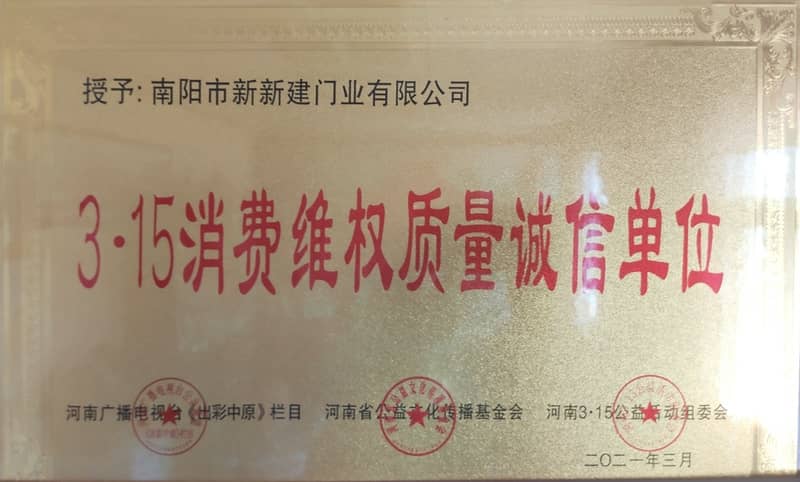 授予: 南阳市新新建门业有限公司
3·15消费维权质量诚信单位
河南广播电视台《出彩中原》栏目 河南省公益文化传播基金会 河南3·15公益活动组委会
二〇二一年三月